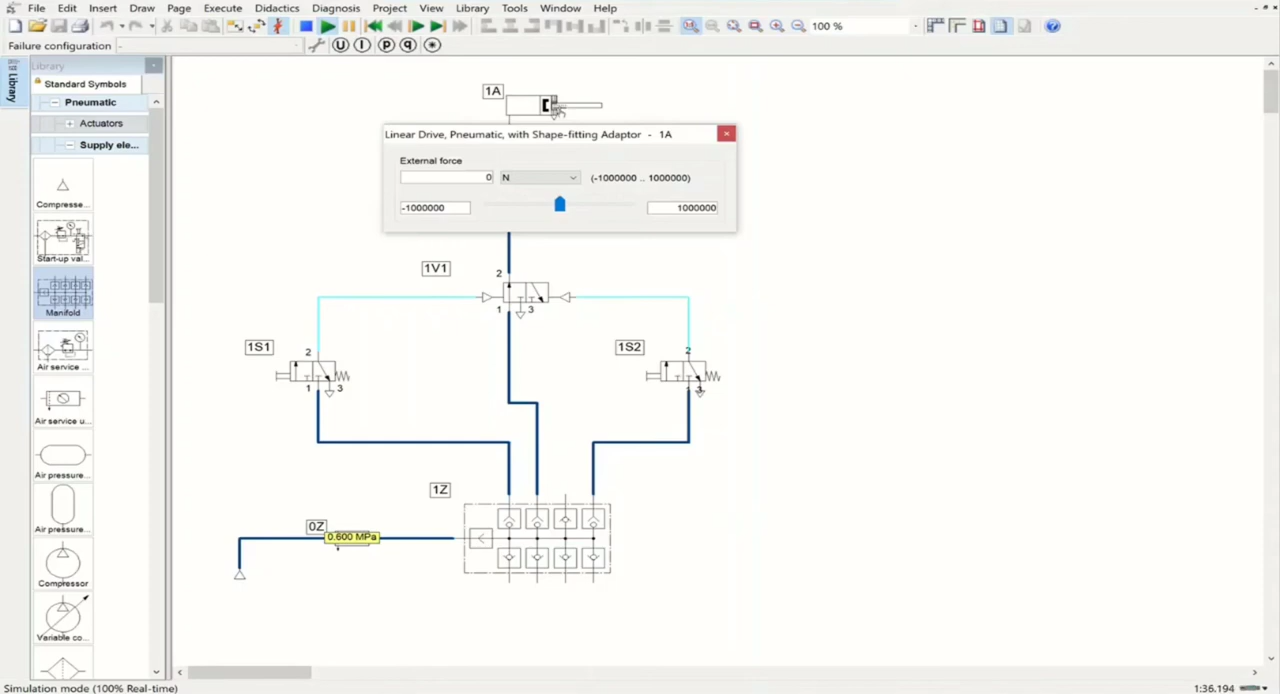 File Edit Insert Draw Page Execute Didactics Diagnosis Project View Library Tools Window Help
100 %
Failure configuration -
U I p q
Library
Library
Standard Symbols
Pneumatic
Actuators
Supply ele...
Compresse...
Start-up val...
Manifold
Air service ...
Air service u...
Air pressure...
Air pressure...
Compressor
Variable co...
1A
Linear Drive, Pneumatic, with Shape-fitting Adaptor - 1A
External force
0 N (-1000000 .. 1000000)
-1000000 1000000
1V1
2
1 3
1S1
2
1 3
1S2
2
1 3
1Z
0Z
0.600 MPa
Simulation mode (100% Real-time)
1:36.194